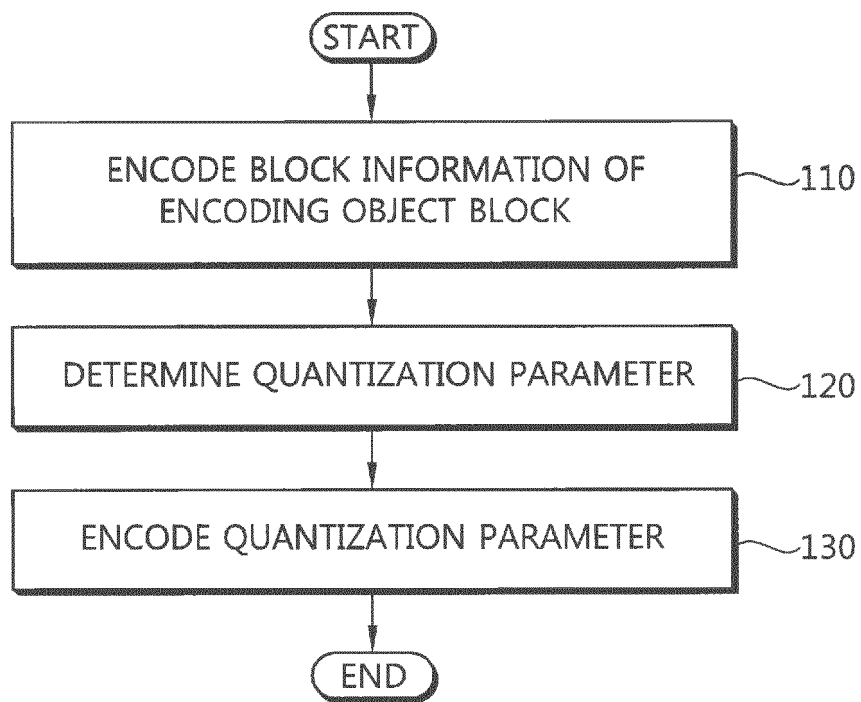 START
ENCODE BLOCK INFORMATION OF
ENCODING OBJECT BLOCK
110
DETERMINE QUANTIZATION PARAMETER
120
ENCODE QUANTIZATION PARAMETER
130
END